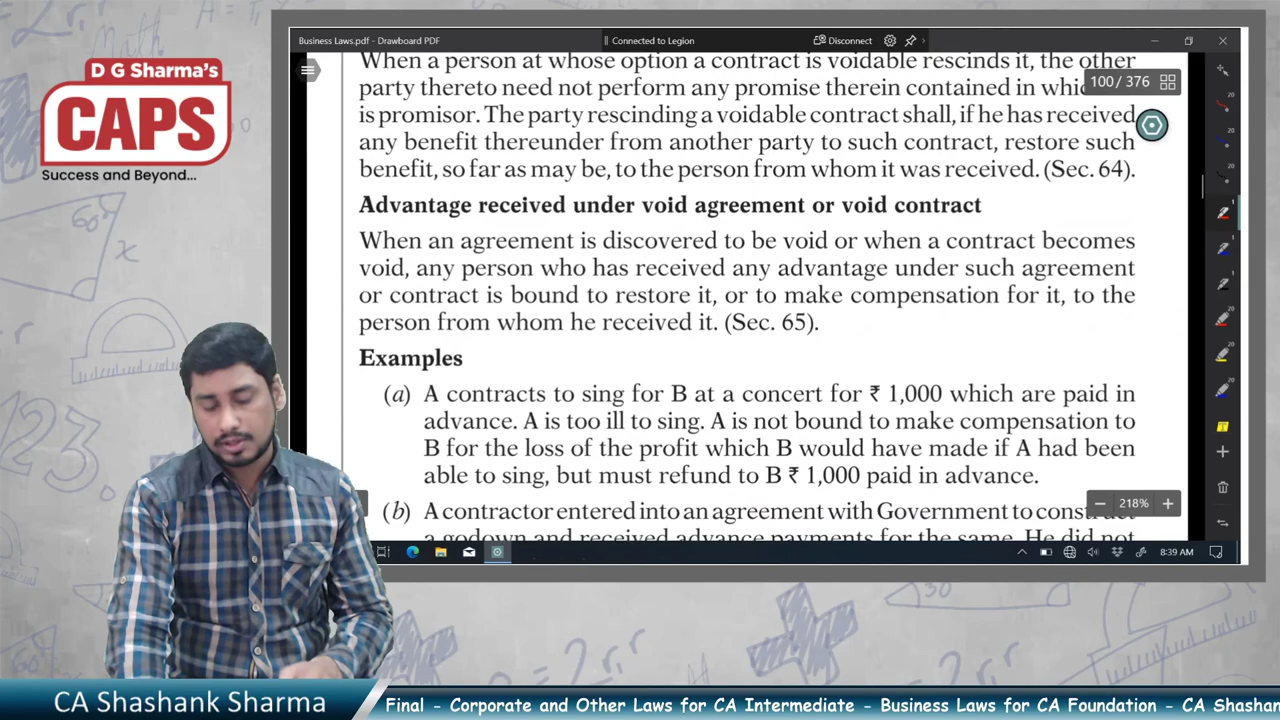 D G Sharma's
CAPS
Success and Beyond...
Business Laws.pdf - Drawboard PDF
Connected to Legion
Disconnect
100 / 376
When a person at whose option a contract is voidable rescinds it, the other
party thereto need not perform any promise therein contained in
is promisor. The party rescinding a voidable contract shall, if he has received
any benefit thereunder from another party to such contract, restore such
benefit, so far as may be, to the person from whom it was received. (Sec. 64).
Advantage received under void agreement or void contract
When an agreement is discovered to be void or when a contract becomes
void, any person who has received any advantage under such agreement
or contract is bound to restore it, or to make compensation for it, to the
person from whom he received it. (Sec. 65).
Examples
(a) A contracts to sing for B at a concert for ₹ 1,000 which are paid in
advance. A is too ill to sing. A is not bound to make compensation to
B for the loss of the profit which B would have made if A had been
able to sing, but must refund to B ₹ 1,000 paid in advance.
(b) A contractor entered into an agreement with Government to construct
a godown and received advance payments for the same. He did not
218%
8:39 AM
CA Shashank Sharma
Final - Corporate and Other Laws for CA Intermediate - Business Laws for CA Foundation - CA Shashan